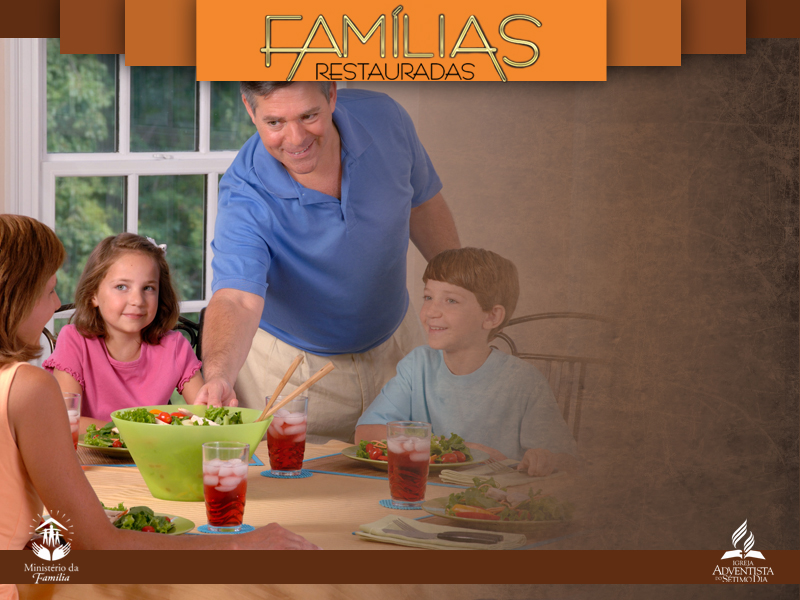 FAMÍLIAS
RESTAURADAS
Ministério da
Família
IGREJA
ADVENTISTA
DO SÉTIMO DIA